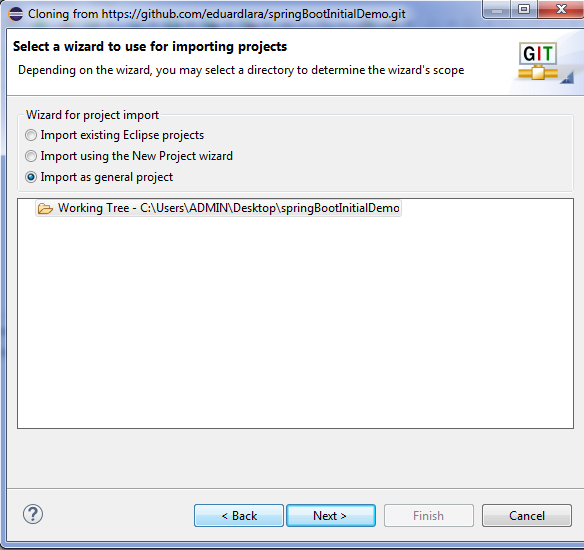 Cloning from https://github.com/eduardlara/springBootInitialDemo.git
Select a wizard to use for importing projects
Depending on the wizard, you may select a directory to determine the wizard's scope
GIT
Wizard for project import
Import existing Eclipse projects
Import using the New Project wizard
Import as general project
Working Tree - C:\Users\ADMIN\Desktop\springBootInitialDemo
?
< Back
Next >
Finish
Cancel